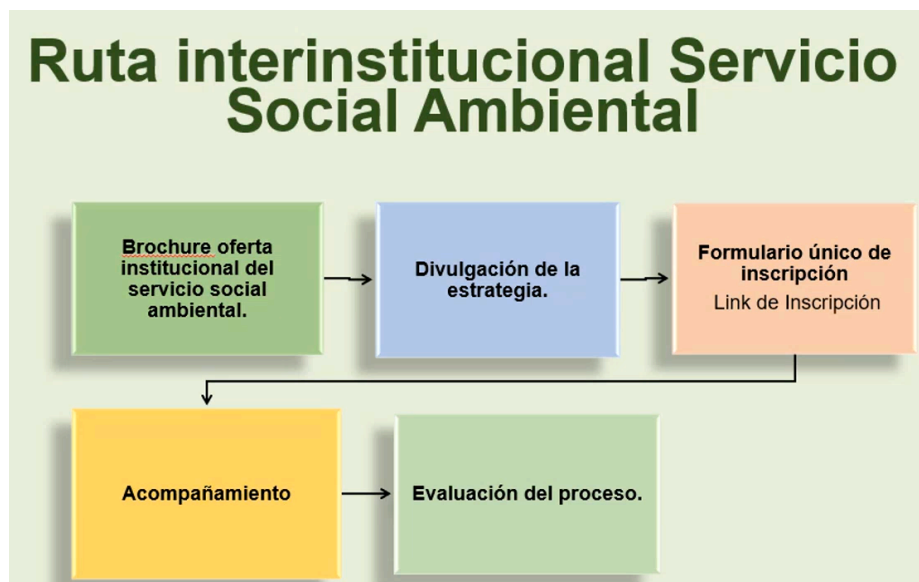 Ruta interinstitucional Servicio
Social Ambiental
Brochure oferta
institucional del
servicio social
ambiental.
Divulgación de la
estrategia.
Formulario único de
inscripción
Link de Inscripción
Acompañamiento
Evaluación del proceso.